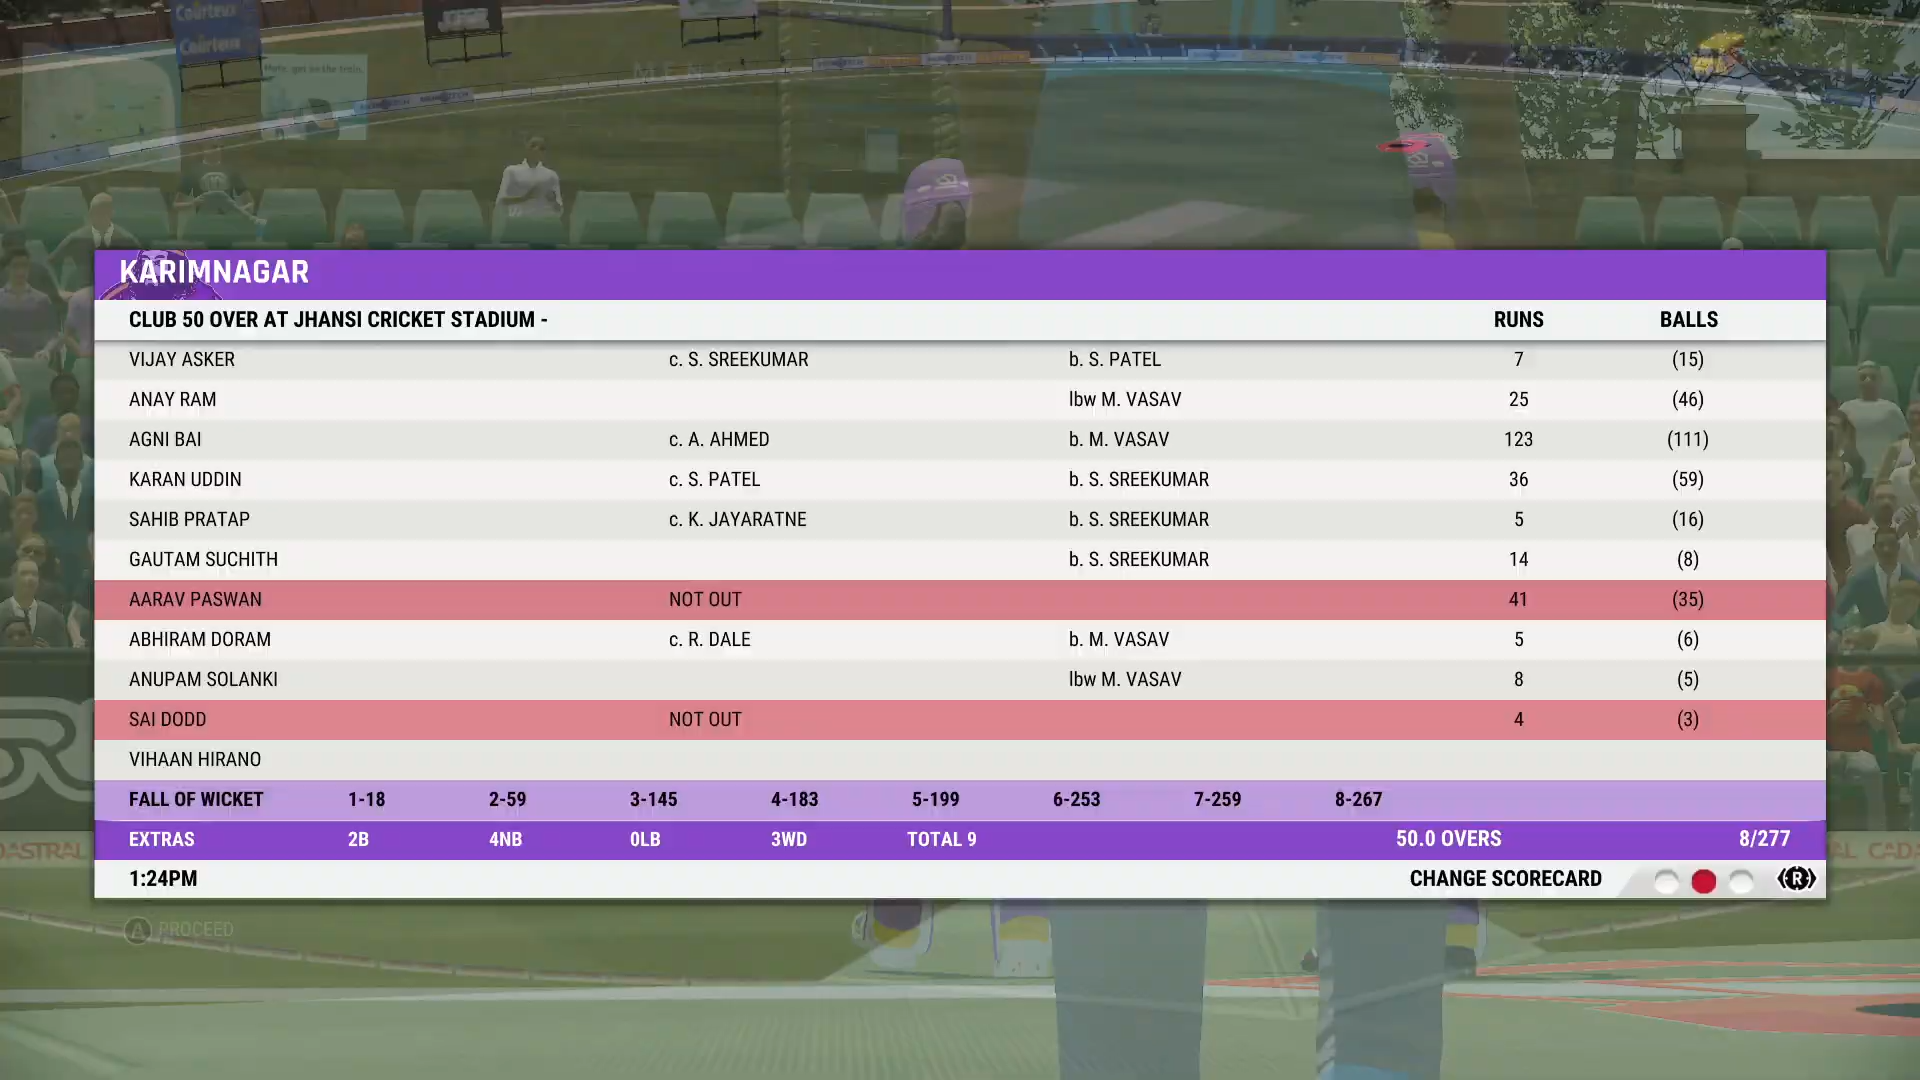 Courteux
Courteux
KARIMNAGAR
CLUB 50 OVER AT JHANSI CRICKET STADIUM - RUNS BALLS
VIJAY ASKER c. S. SREEKUMAR b. S. PATEL 7 (15)
ANAY RAM lbw M. VASAV 25 (46)
AGNI BAI c. A. AHMED b. M. VASAV 123 (111)
KARAN UDDIN c. S. PATEL b. S. SREEKUMAR 36 (59)
SAHIB PRATAP c. K. JAYARATNE b. S. SREEKUMAR 5 (16)
GAUTAM SUCHITH b. S. SREEKUMAR 14 (8)
AARAV PASWAN NOT OUT 41 (35)
ABHIRAM DORAM c. R. DALE b. M. VASAV 5 (6)
ANUPAM SOLANKI lbw M. VASAV 8 (5)
SAI DODD NOT OUT 4 (3)
VIHAAN HIRANO
FALL OF WICKET 1-18 2-59 3-145 4-183 5-199 6-253 7-259 8-267
EXTRAS 2B 4NB 0LB 3WD TOTAL 9 50.0 OVERS 8/277
1:24PM CHANGE SCORECARD R
A PROCEED